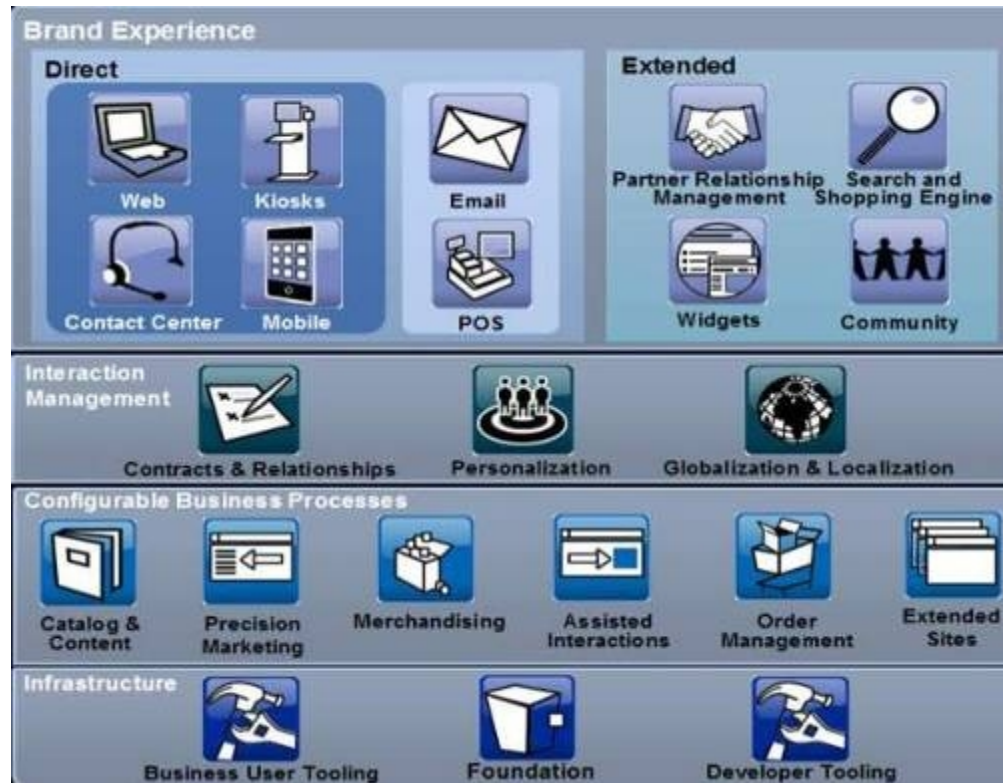 Brand Experience
Direct
Web
Kiosks
Email
Contact Center
Mobile
POS
Extended
Partner Relationship
Management
Search and
Shopping Engine
Widgets
Community
Interaction
Management
Contracts & Relationships
Personalization
Globalization & Localization
Configurable Business Processes
Catalog &
Content
Precision
Marketing
Merchandising
Assisted
Interactions
Order
Management
Extended
Sites
Infrastructure
Business User Tooling
Foundation
Developer Tooling